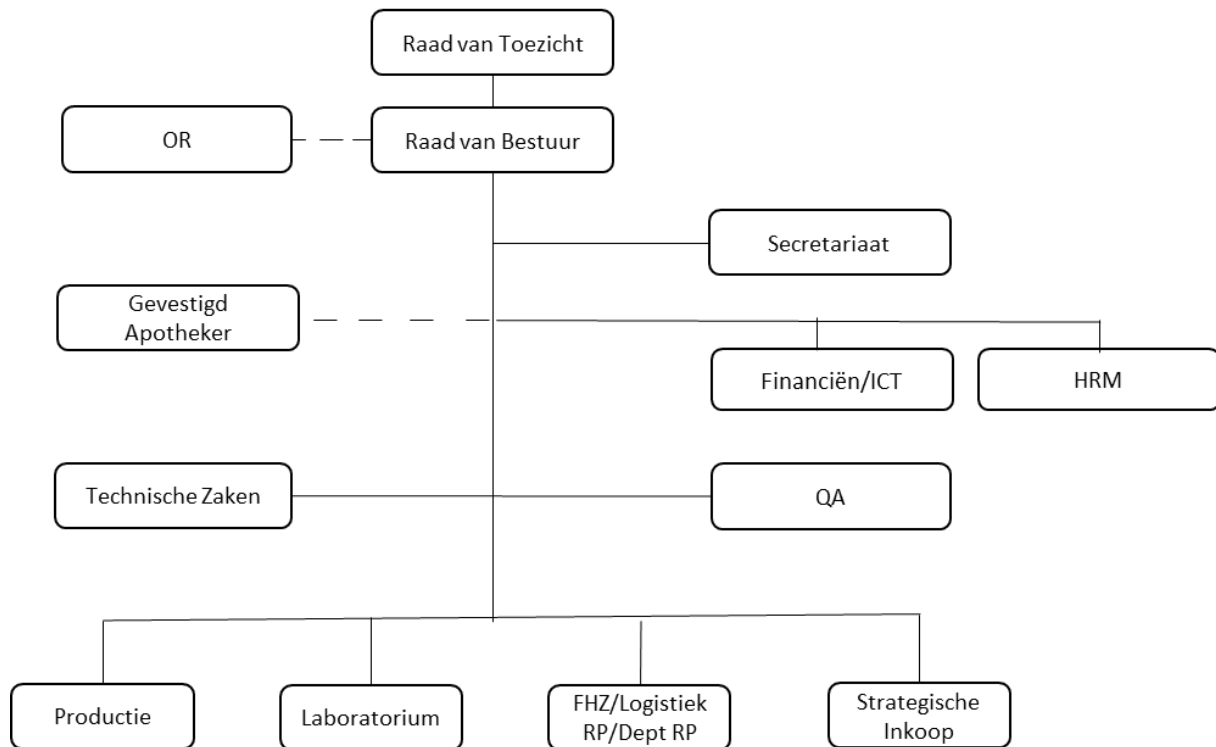 Raad van Toezicht
OR
Raad van Bestuur
Secretariaat
Gevestigd
Apotheker
Financiën/ICT
HRM
Technische Zaken
QA
Productie
Laboratorium
FHZ/Logistiek
RP/Dept RP
Strategische
Inkoop